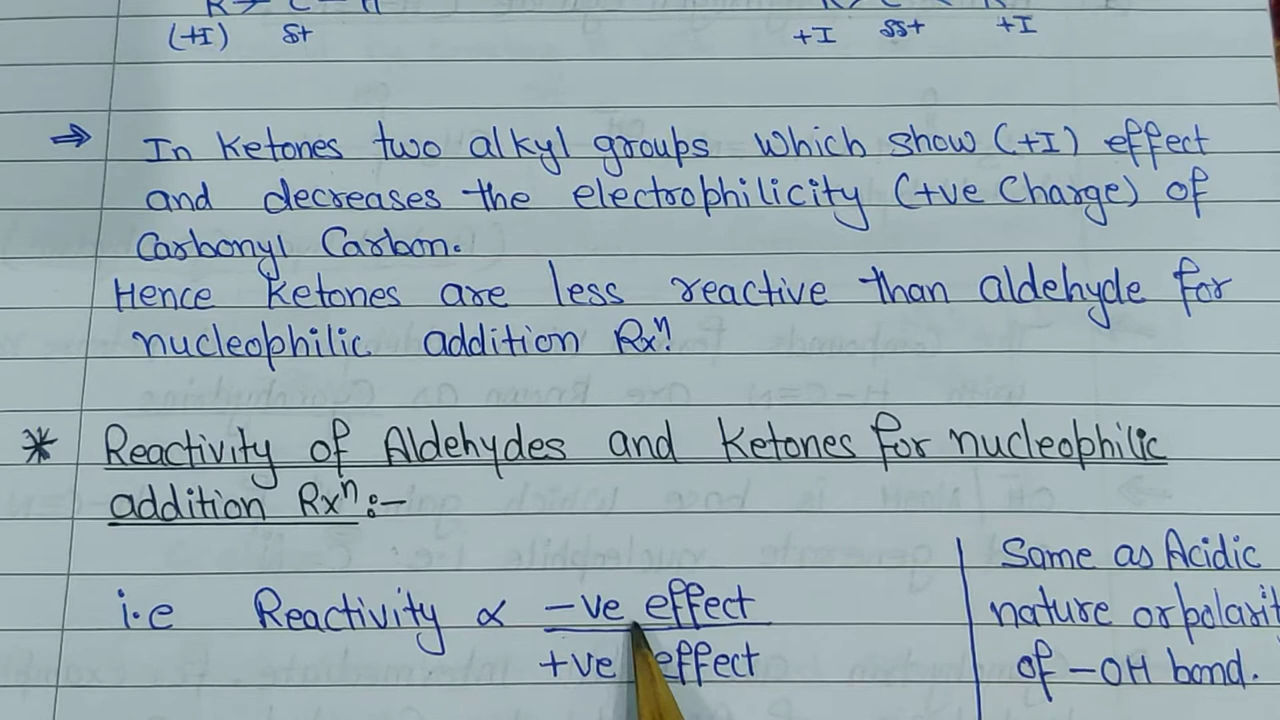 (+I) δ+ +I δδ+ +I
⇒ In Ketones two alkyl groups which show (+I) effect
and decreases the electrophilicity (+ve Charge) of
Carbonyl Carbon.
Hence Ketones are less reactive than aldehyde for
nucleophilic addition Rxⁿ.
* Reactivity of Aldehydes and Ketones for nucleophilic
addition Rxⁿ:-
i.e Reactivity ∝ -ve effect
+ve effect
Same as Acidic
nature or polarit
of -OH bond.